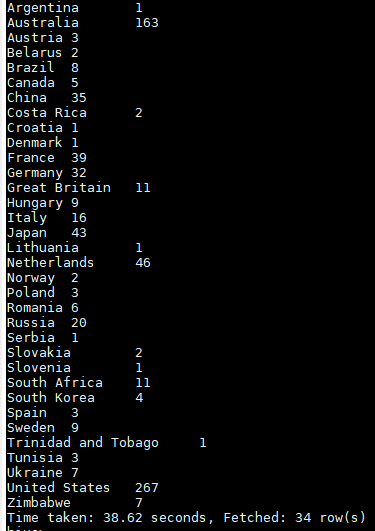 Argentina 1
Australia 163
Austria 3
Belarus 2
Brazil 8
Canada 5
China 35
Costa Rica 2
Croatia 1
Denmark 1
France 39
Germany 32
Great Britain 11
Hungary 9
Italy 16
Japan 43
Lithuania 1
Netherlands 46
Norway 2
Poland 3
Romania 6
Russia 20
Serbia 1
Slovakia 2
Slovenia 1
South Africa 11
South Korea 4
Spain 3
Sweden 9
Trinidad and Tobago 1
Tunisia 3
Ukraine 7
United States 267
Zimbabwe 7
Time taken: 38.62 seconds, Fetched: 34 row(s)